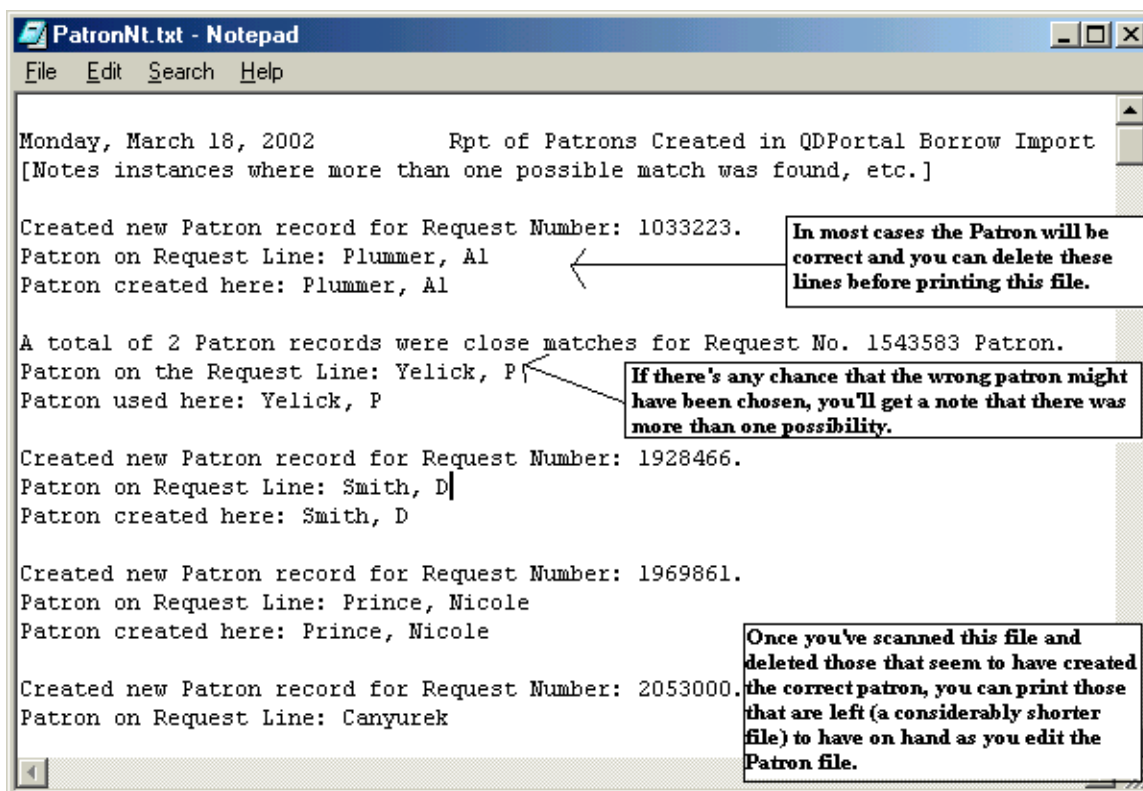 PatronNt.txt - Notepad
File Edit Search Help
Monday, March 18, 2002 Rpt of Patrons Created in QDPortal Borrow Import
[Notes instances where more than one possible match was found, etc.]
Created new Patron record for Request Number: 1033223.
Patron on Request Line: Plummer, Al
Patron created here: Plummer, Al
In most cases the Patron will be
correct and you can delete these
lines before printing this file.
A total of 2 Patron records were close matches for Request No. 1543583 Patron.
Patron on the Request Line: Yelick, P
Patron used here: Yelick, P
If there's any chance that the wrong patron might
have been chosen, you'll get a note that there was
more than one possibility.
Created new Patron record for Request Number: 1928466.
Patron on Request Line: Smith, D
Patron created here: Smith, D
Created new Patron record for Request Number: 1969861.
Patron on Request Line: Prince, Nicole
Patron created here: Prince, Nicole
Created new Patron record for Request Number: 2053000.
Patron on Request Line: Canyurek
Once you've scanned this file and
deleted those that seem to have created
the correct patron, you can print those
that are left (a considerably shorter
file) to have on hand as you edit the
Patron file.